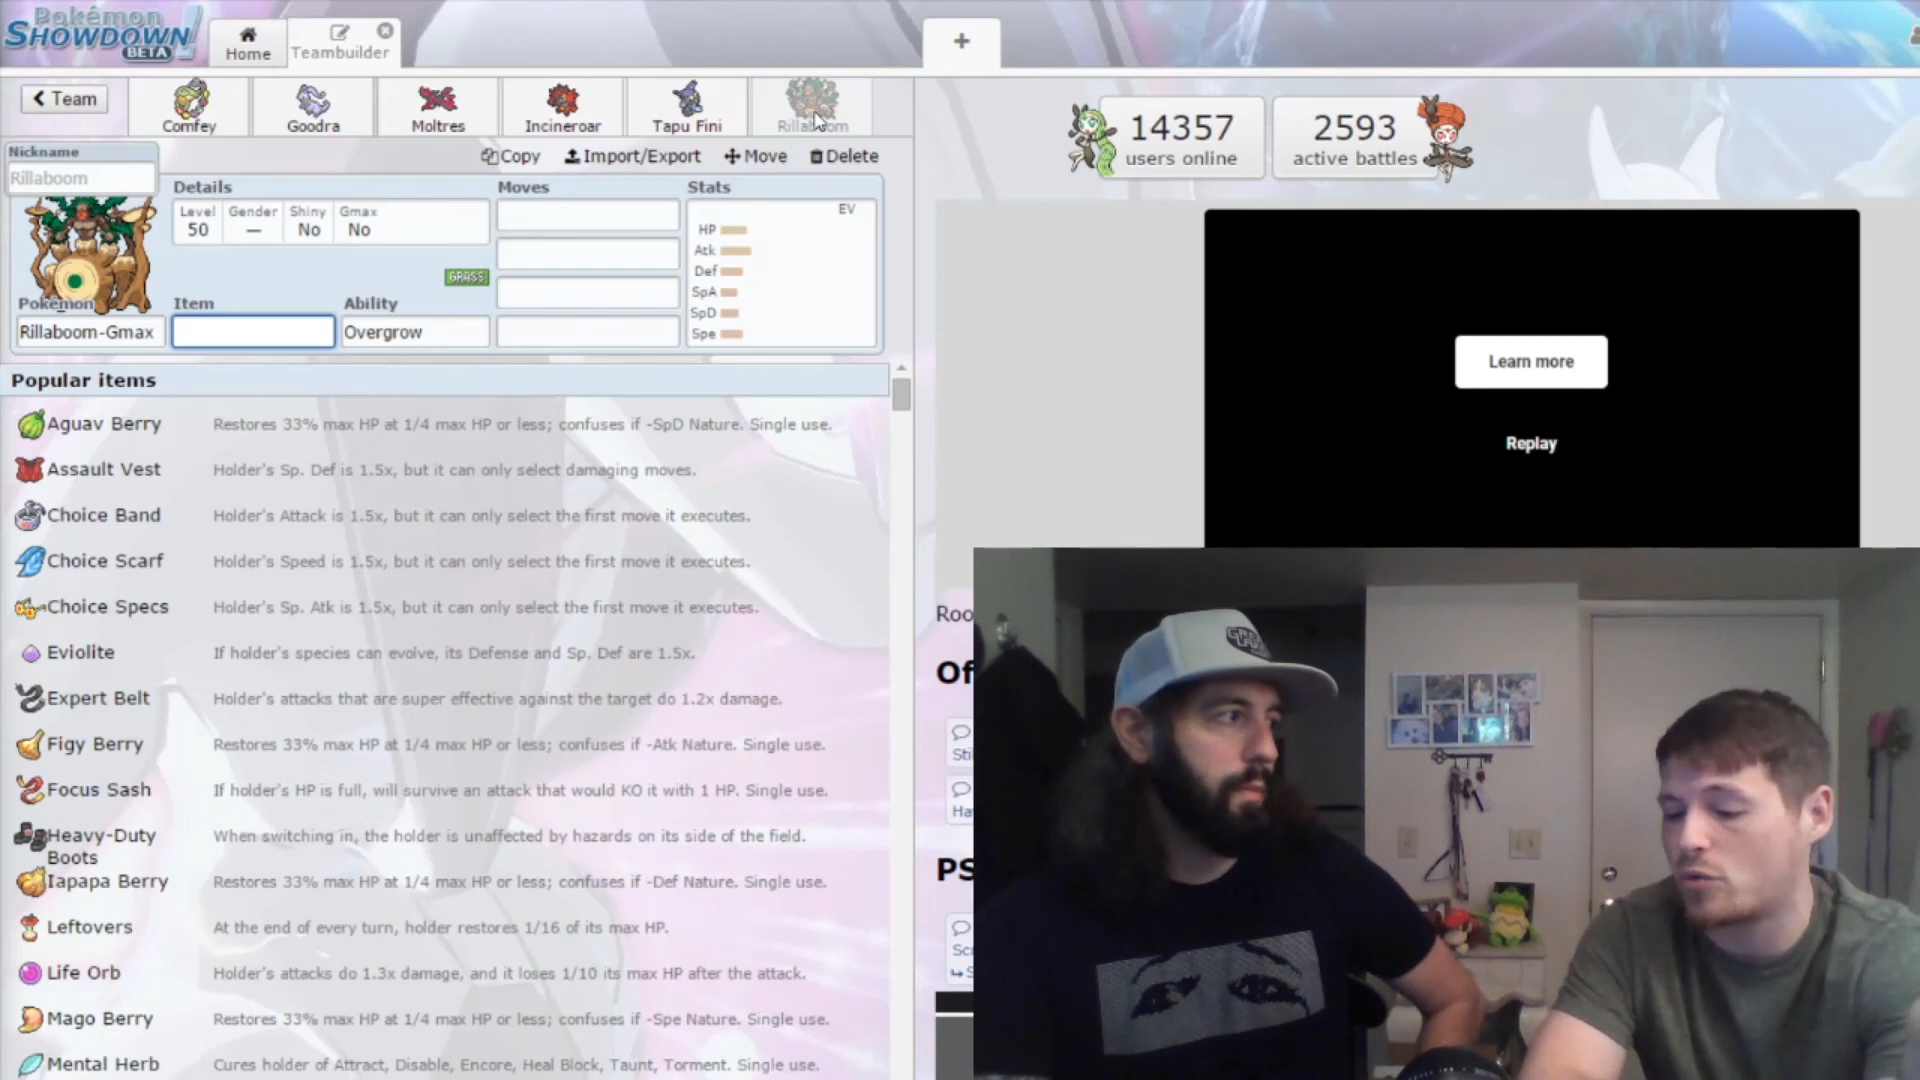 Pokémon
SHOWDOWN!
BETA
Home
Teambuilder
+
Team
Comfey
Goodra
Moltres
Incineroar
Tapu Fini
Rillaboom
14357
users online
2593
active battles
Copy
Import/Export
Move
Delete
Nickname
Rillaboom
Details
Moves
Stats
Level
Gender
Shiny
Gmax
50
—
No
No
EV
HP
Atk
Def
SpA
SpD
Spe
GRASS
Pokémon
Item
Ability
Rillaboom-Gmax
Overgrow
Learn more
Replay
Popular items
Aguav Berry Restores 33% max HP at 1/4 max HP or less; confuses if -SpD Nature. Single use.
Assault Vest Holder's Sp. Def is 1.5x, but it can only select damaging moves.
Choice Band Holder's Attack is 1.5x, but it can only select the first move it executes.
Choice Scarf Holder's Speed is 1.5x, but it can only select the first move it executes.
Choice Specs Holder's Sp. Atk is 1.5x, but it can only select the first move it executes.
Eviolite If holder's species can evolve, its Defense and Sp. Def are 1.5x.
Expert Belt Holder's attacks that are super effective against the target do 1.2x damage.
Figy Berry Restores 33% max HP at 1/4 max HP or less; confuses if -Atk Nature. Single use.
Focus Sash If holder's HP is full, will survive an attack that would KO it with 1 HP. Single use.
Heavy-Duty Boots When switching in, the holder is unaffected by hazards on its side of the field.
Iapapa Berry Restores 33% max HP at 1/4 max HP or less; confuses if -Def Nature. Single use.
Leftovers At the end of every turn, holder restores 1/16 of its max HP.
Life Orb Holder's attacks do 1.3x damage, and it loses 1/10 its max HP after the attack.
Mago Berry Restores 33% max HP at 1/4 max HP or less; confuses if -Spe Nature. Single use.
Mental Herb Cures holder of Attract, Disable, Encore, Heal Block, Taunt, Torment. Single use.
Roo
Of
Sti
Ha
PS
Sc